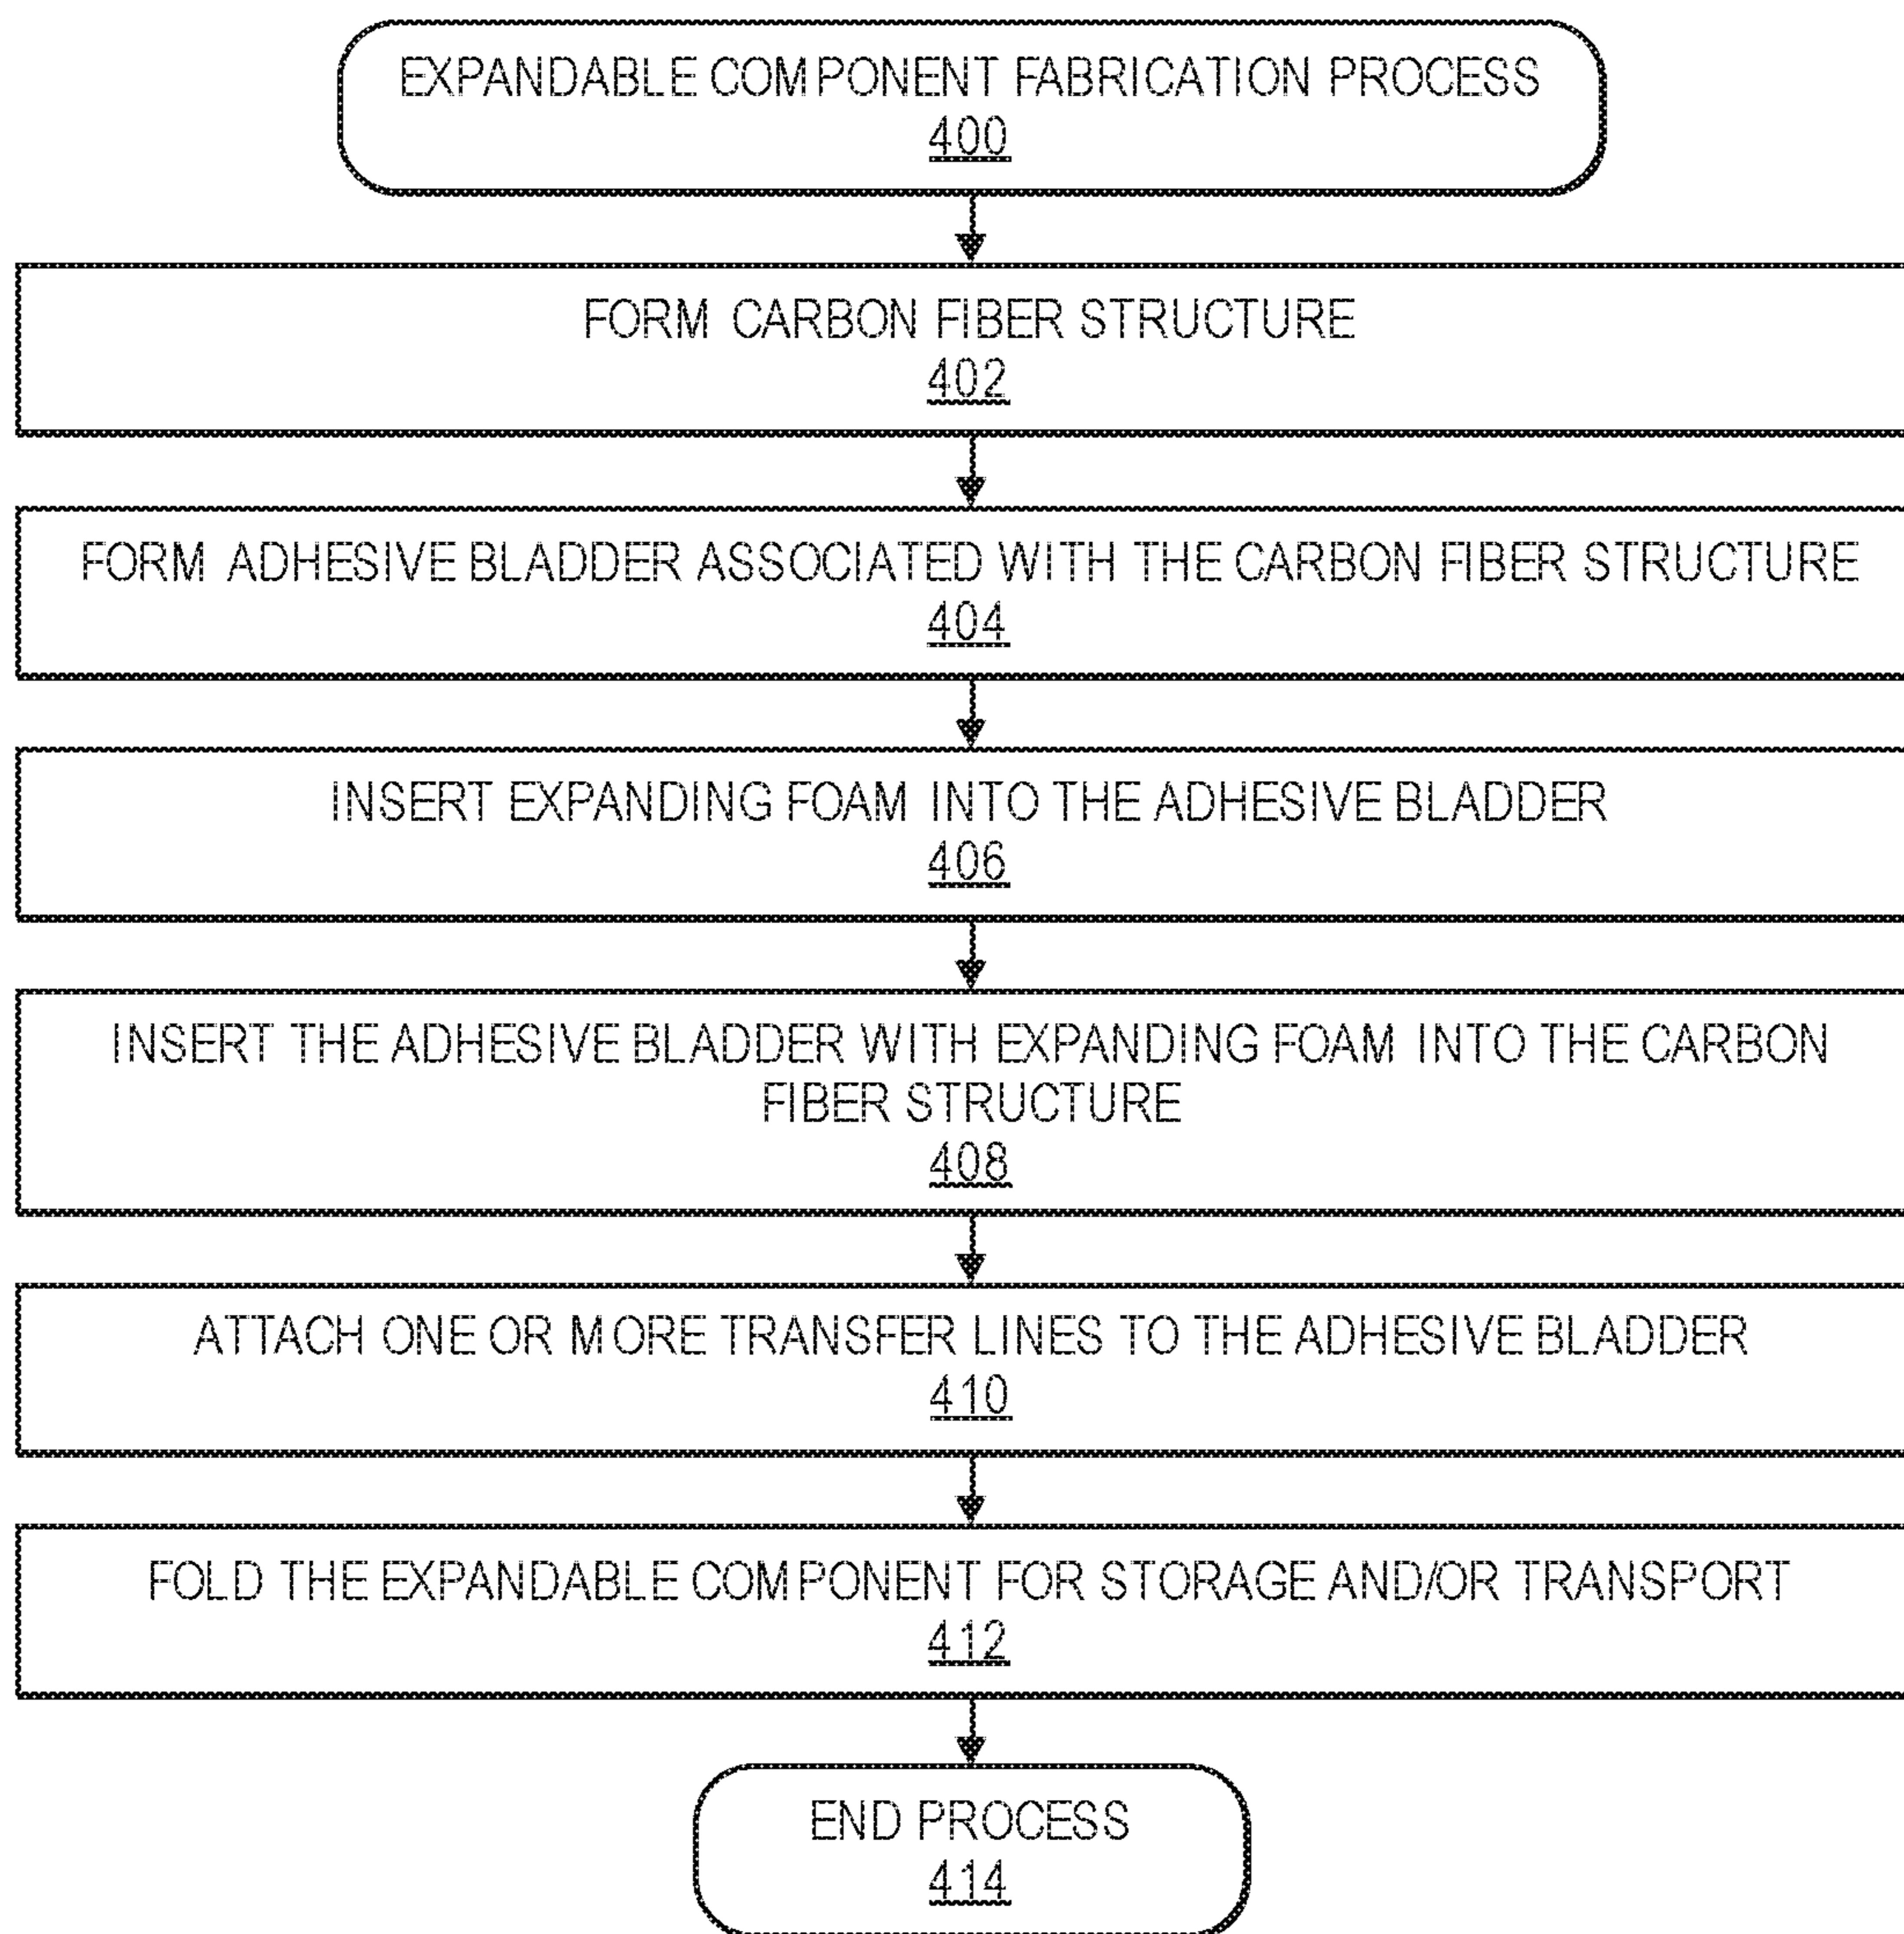 EXPANDABLE COMPONENT FABRICATION PROCESS
400
FORM CARBON FIBER STRUCTURE
402
FORM ADHESIVE BLADDER ASSOCIATED WITH THE CARBON FIBER STRUCTURE
404
INSERT EXPANDING FOAM INTO THE ADHESIVE BLADDER
406
INSERT THE ADHESIVE BLADDER WITH EXPANDING FOAM INTO THE CARBON
FIBER STRUCTURE
408
ATTACH ONE OR MORE TRANSFER LINES TO THE ADHESIVE BLADDER
410
FOLD THE EXPANDABLE COMPONENT FOR STORAGE AND/OR TRANSPORT
412
END PROCESS
414